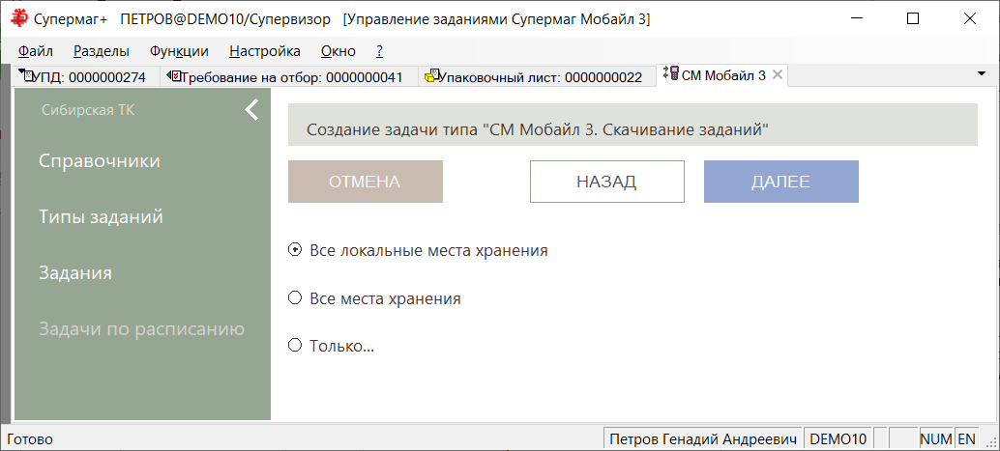 Супермаг+ ПЕТРОВ@DEMO10/Супервизор [Управление заданиями Супермаг Мобайл 3]
Файл Разделы Функции Настройка Окно ?
УПД: 0000000274 Требование на отбор: 0000000041 Упаковочный лист: 0000000022 СМ Мобайл 3
Сибирская ТК
Справочники
Типы заданий
Задания
Задачи по расписанию
Создание задачи типа "СМ Мобайл 3. Скачивание заданий"
ОТМЕНА НАЗАД ДАЛЕЕ
Все локальные места хранения
Все места хранения
Только...
Готово Петров Генадий Андреевич DEMO10 NUM EN